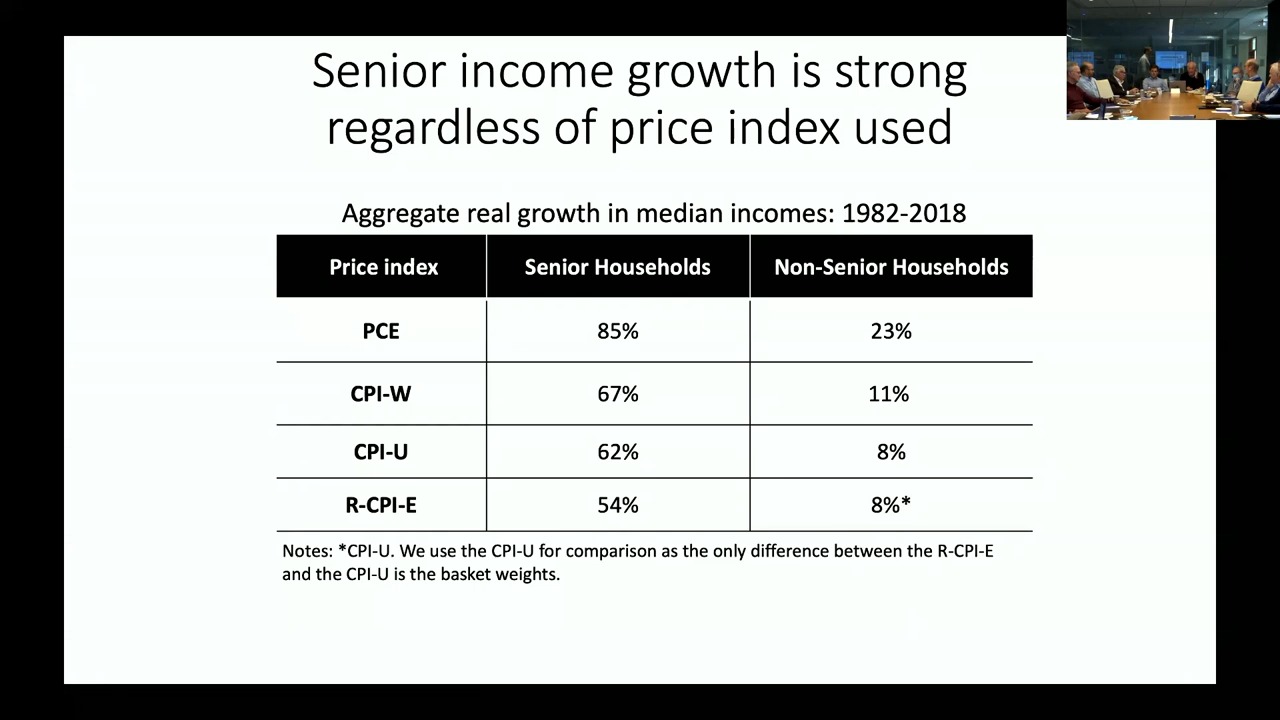 Senior income growth is strong
regardless of price index used
Aggregate real growth in median incomes: 1982-2018
Price index Senior Households Non-Senior Households
PCE 85% 23%
CPI-W 67% 11%
CPI-U 62% 8%
R-CPI-E 54% 8%*
Notes: *CPI-U. We use the CPI-U for comparison as the only difference between the R-CPI-E
and the CPI-U is the basket weights.